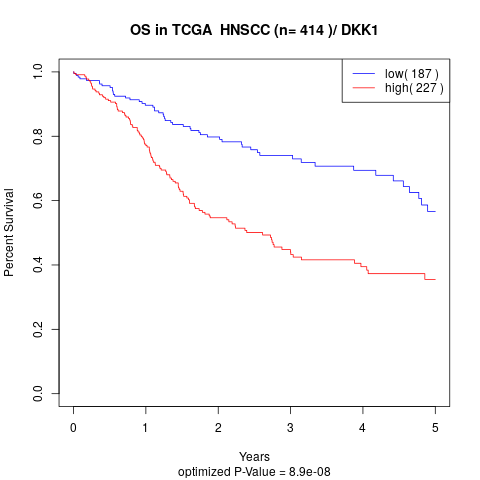 OS in TCGA  HNSCC (n= 414 )/ DKK1
low( 187 )
high( 227 )
Percent Survival
1.0
0.8
0.6
0.4
0.2
0.0
0 1 2 3 4 5
Years
optimized P-Value = 8.9e-08